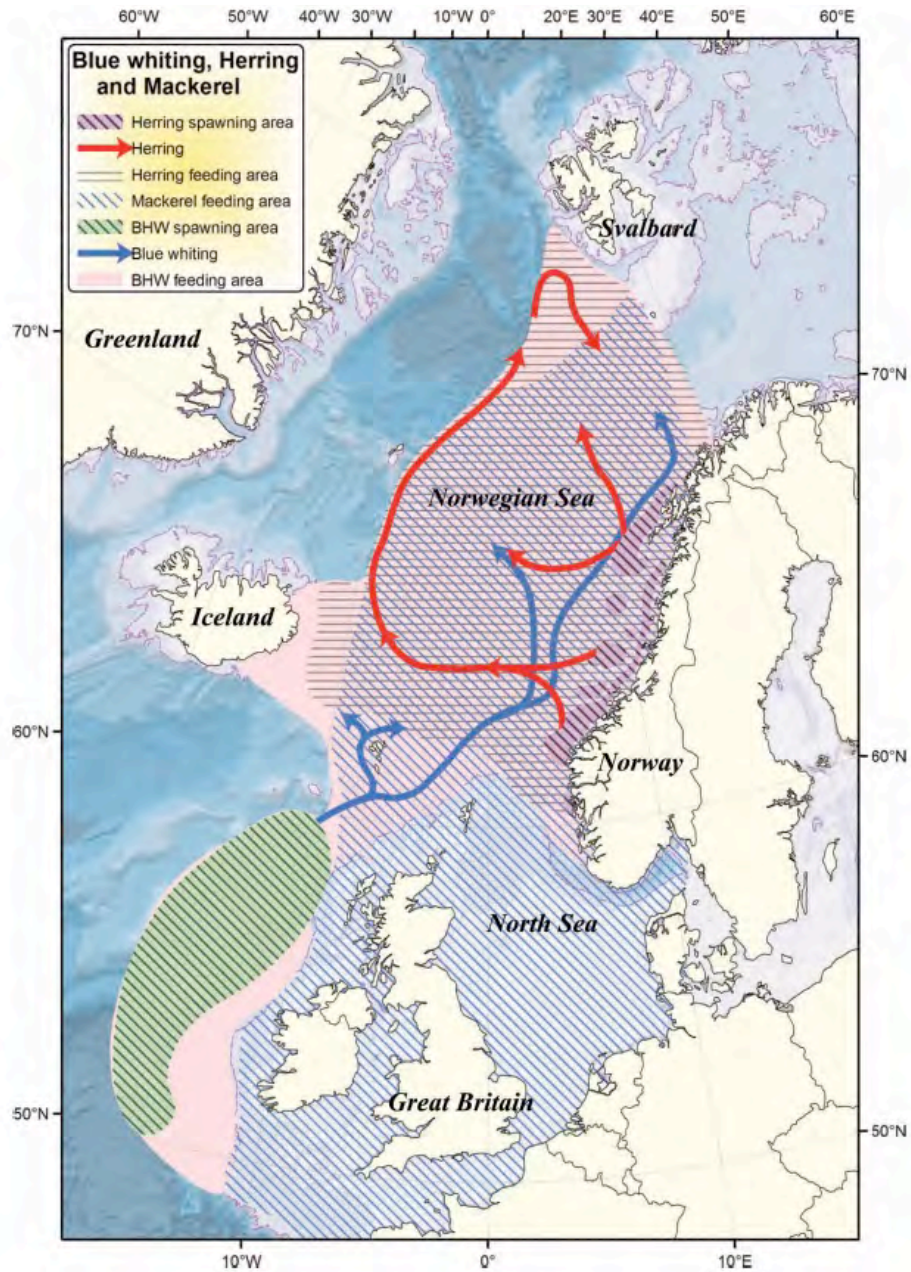 60°W 50°W 40°W 30°W 10°W 0° 20°E 30°E 40°E 50°E 60°E
Blue whiting, Herring
and Mackerel
Herring spawning area
Herring
Herring feeding area
Mackerel feeding area
BHW spawning area
Blue whiting
BHW feeding area
Svalbard
70°N
Greenland
70°N
Norwegian Sea
Iceland
60°N
Norway
60°N
North Sea
Great Britain
50°N
50°N
10°W 0° 10°E